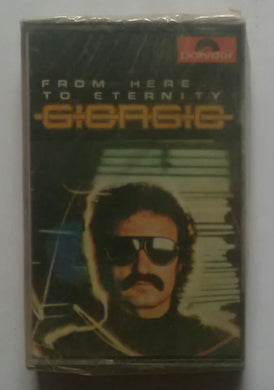 polydor
FROM HERE
TO ETERNITY
GIORGIO